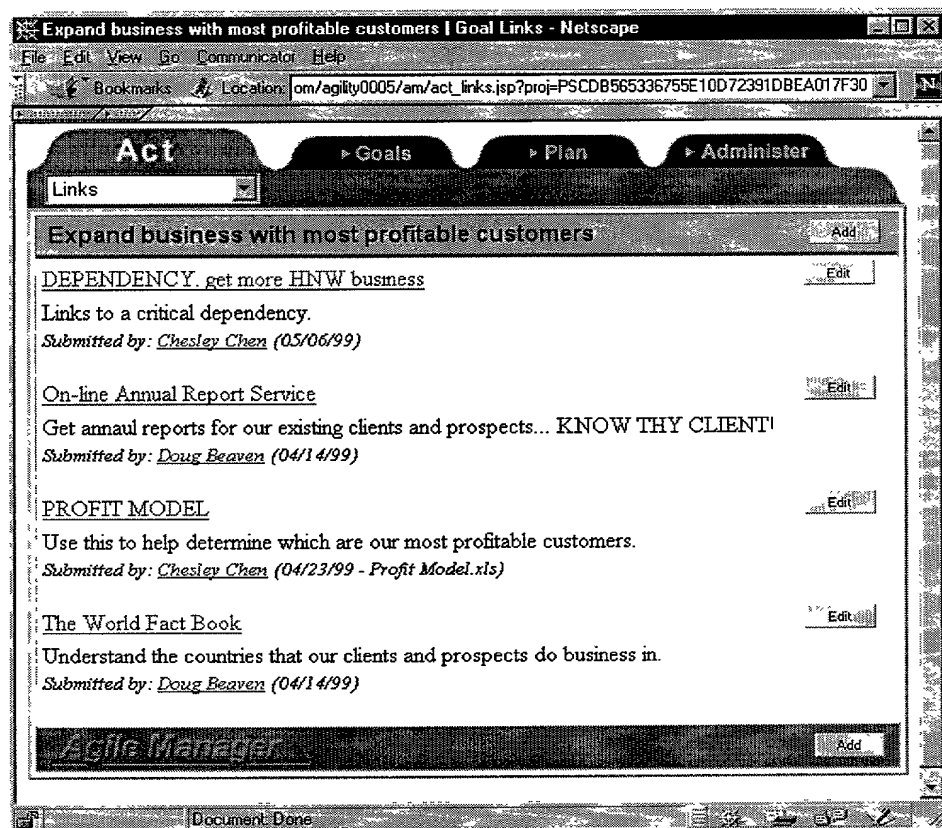 Expand business with most profitable customers | Goal Links - Netscape
File Edit View Go Communicator Help
Bookmarks Location: om/agility0005/am/act_links.jsp?proj=PSCDB565336755E10D72391DBEA017F30
Act Goals Plan Administer
Links
Expand business with most profitable customers Add
DEPENDENCY. get more HNW business Edit
Links to a critical dependency.
Submitted by: Chesley Chen (05/06/99)
On-line Annual Report Service Edit
Get annaul reports for our existing clients and prospects... KNOW THY CLIENT!
Submitted by: Doug Beaven (04/14/99)
PROFIT MODEL Edit
Use this to help determine which are our most profitable customers.
Submitted by: Chesley Chen (04/23/99 - Profit Model.xls)
The World Fact Book Edit
Understand the countries that our clients and prospects do business in.
Submitted by: Doug Beaven (04/14/99)
Agile Manager Add
Document: Done